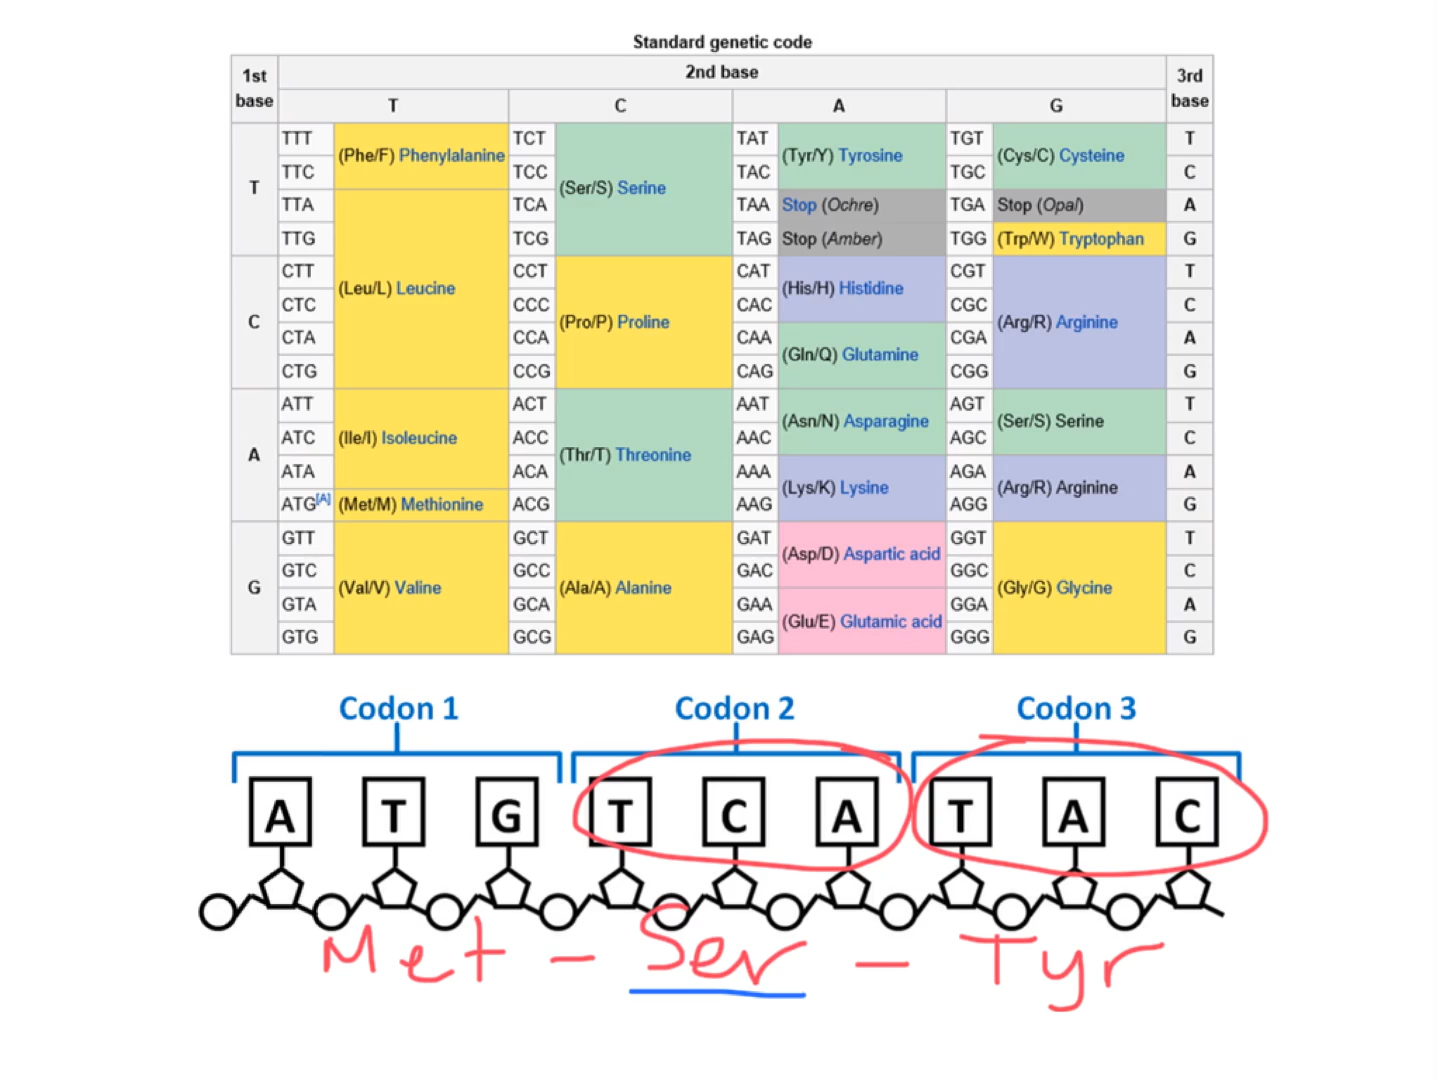 Standard genetic code
1st base 2nd base 3rd base
T C A G
T TTT (Phe/F) Phenylalanine TCT (Ser/S) Serine TAT (Tyr/Y) Tyrosine TGT (Cys/C) Cysteine T
TTC TCC TAC TGC C
TTA (Leu/L) Leucine TCA TAA Stop (Ochre) TGA Stop (Opal) A
TTG TCG TAG Stop (Amber) TGG (Trp/W) Tryptophan G
C CTT CCT (Pro/P) Proline CAT (His/H) Histidine CGT (Arg/R) Arginine T
CTC CCC CAC CGC C
CTA CCA CAA (Gln/Q) Glutamine CGA A
CTG CCG CAG CGG G
A ATT (Ile/I) Isoleucine ACT (Thr/T) Threonine AAT (Asn/N) Asparagine AGT (Ser/S) Serine T
ATC ACC AAC AGC C
ATA ACA AAA (Lys/K) Lysine AGA (Arg/R) Arginine A
ATG[A] (Met/M) Methionine ACG AAG AGG G
G GTT (Val/V) Valine GCT (Ala/A) Alanine GAT (Asp/D) Aspartic acid GGT (Gly/G) Glycine T
GTC GCC GAC GGC C
GTA GCA GAA (Glu/E) Glutamic acid GGA A
GTG GCG GAG GGG G
Codon 1 Codon 2 Codon 3
A T G T C A T A C
Met - Ser - Tyr